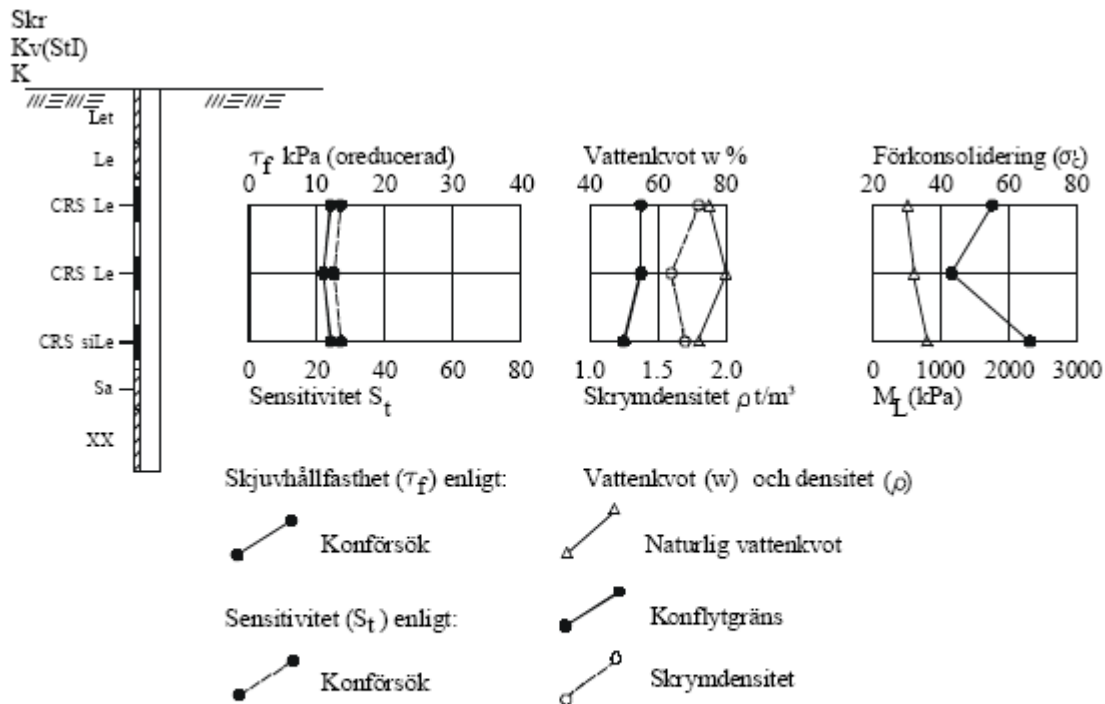 Skr
Kv(StI)
K
Let
Le
CRS Le
CRS Le
CRS siLe
Sa
XX
τf kPa (oreducerad)
0 10 20 30 40
0 20 40 60 80
Sensitivitet St
Vattenkvot w %
40 60 80
1.0 1.5 2.0
Skrymdensitet ρ t/m³
Förkonsolidering (σć)
20 40 60 80
0 1000 2000 3000
ML (kPa)
Skjuvhållfasthet (τf) enligt:
Konförsök
Sensitivitet (St) enligt:
Konförsök
Vattenkvot (w) och densitet (ρ)
Naturlig vattenkvot
Konflytgräns
Skrymdensitet